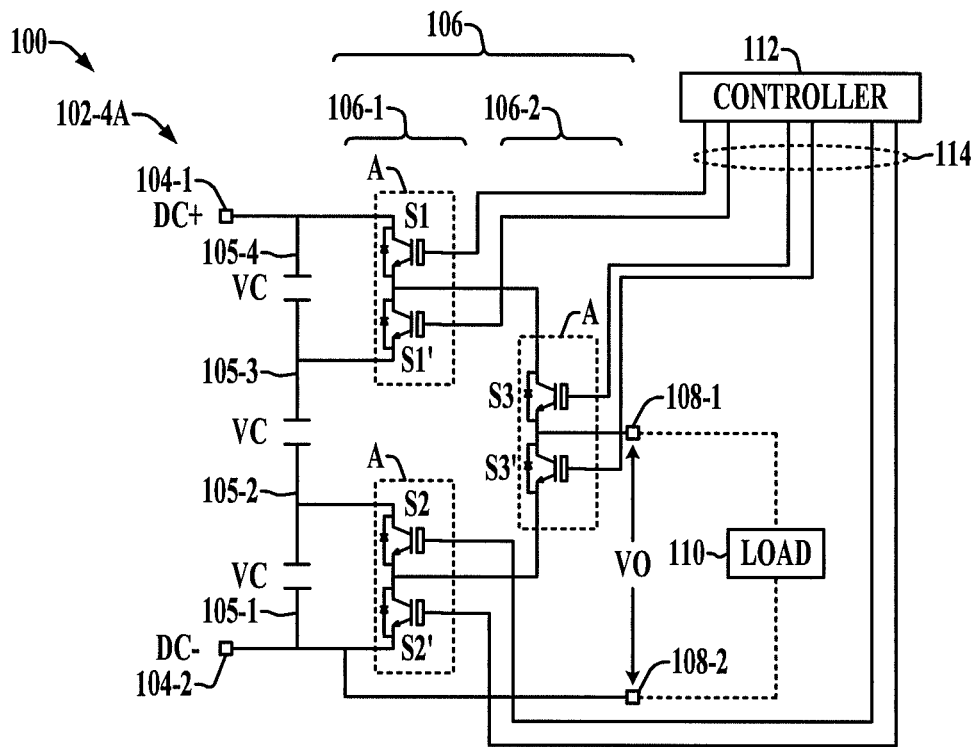 100
106
112
CONTROLLER
102-4A
106-1
106-2
114
104-1
A
DC+
S1
105-4
VC
S1'
A
105-3
S3
108-1
VC
A
S3'
105-2
S2
VO
110
LOAD
VC
105-1
DC-
S2'
108-2
104-2